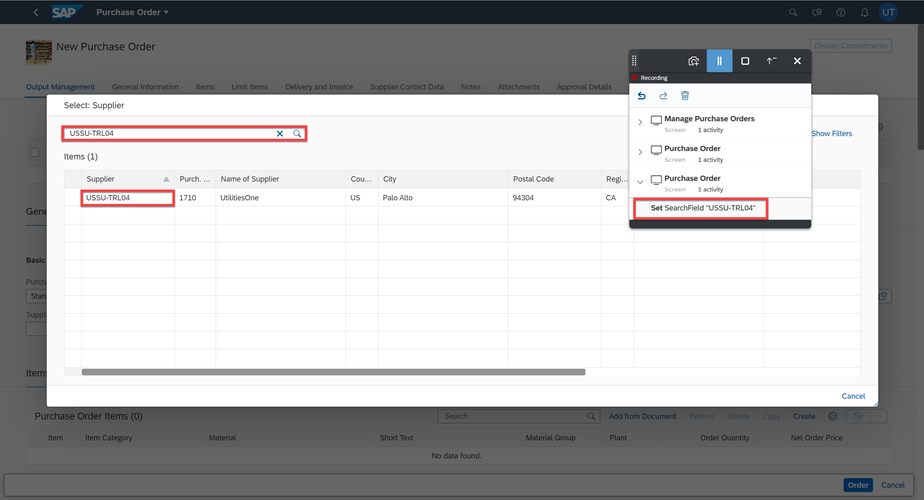 SAP Purchase Order
UT
New Purchase Order
Display Commitments
Output Management General Information Items Limit Items Delivery and Invoice Supplier Contact Data Notes Attachments Approval Details
Recording
Select: Supplier
USSU-TRL04
Show Filters
Items (1)
Supplier Purch. ... Name of Supplier Cou... City Postal Code Regi...
USSU-TRL04 1710 UtilitiesOne US Palo Alto 94304 CA
Manage Purchase Orders
Screen 1 activity
Purchase Order
Screen 1 activity
Purchase Order
Screen 1 activity
Set SearchField "USSU-TRL04"
Gene
Basic
Purcha
Stan
Supplie
Items
Cancel
Purchase Order Items (0) Search Add from Document Restore Delete Copy Create
Item Item Category Material Short Text Material Group Plant Order Quantity Net Order Price
No data found.
Order Cancel